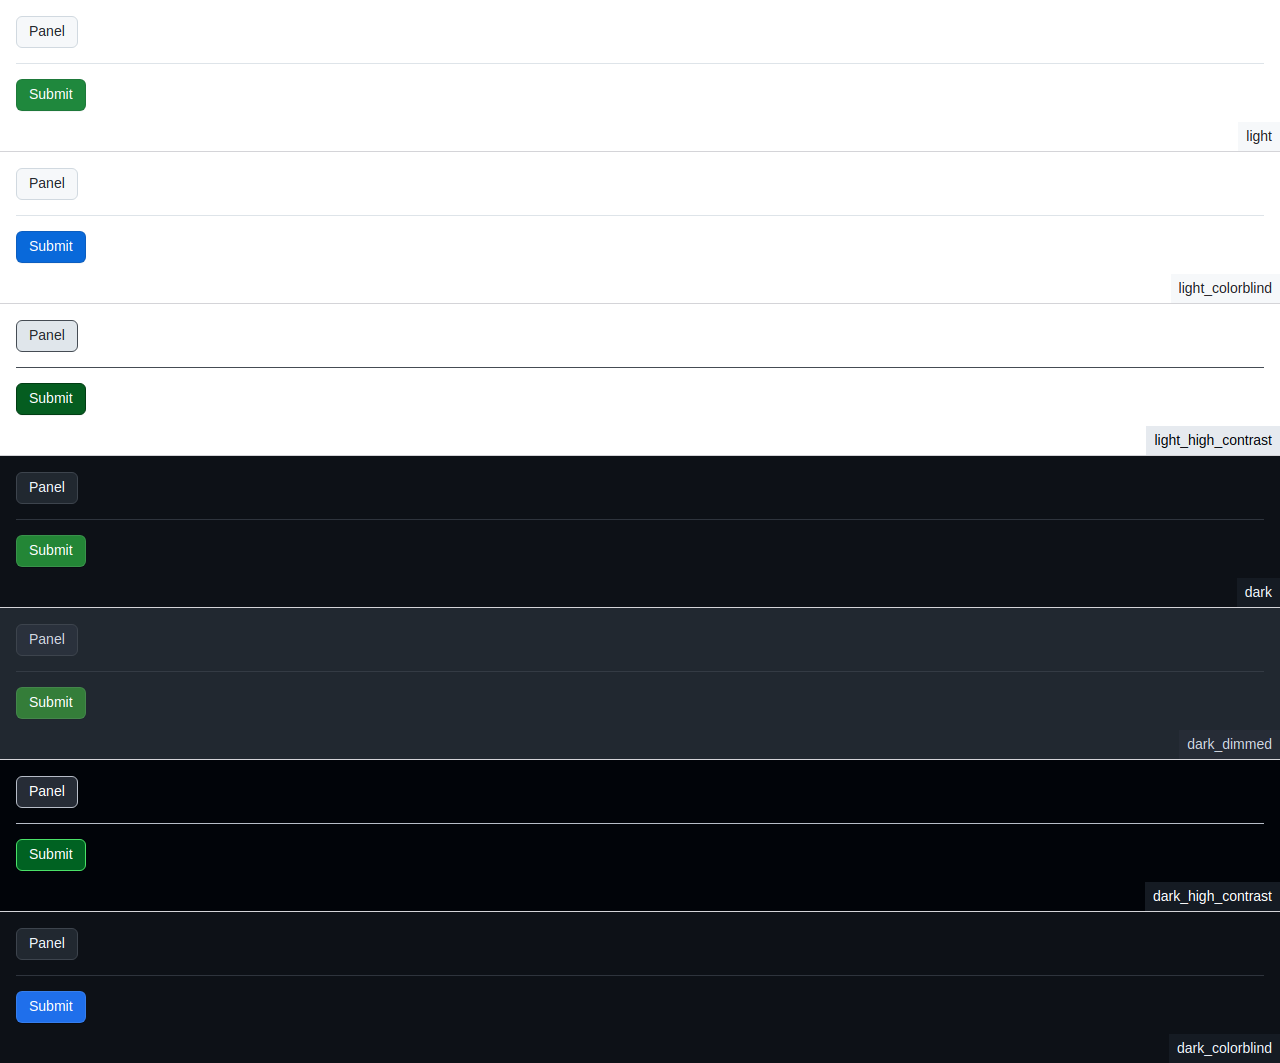 Panel
Submit
light
Panel
Submit
light_colorblind
Panel
Submit
light_high_contrast
Panel
Submit
dark
Panel
Submit
dark_dimmed
Panel
Submit
dark_high_contrast
Panel
Submit
dark_colorblind